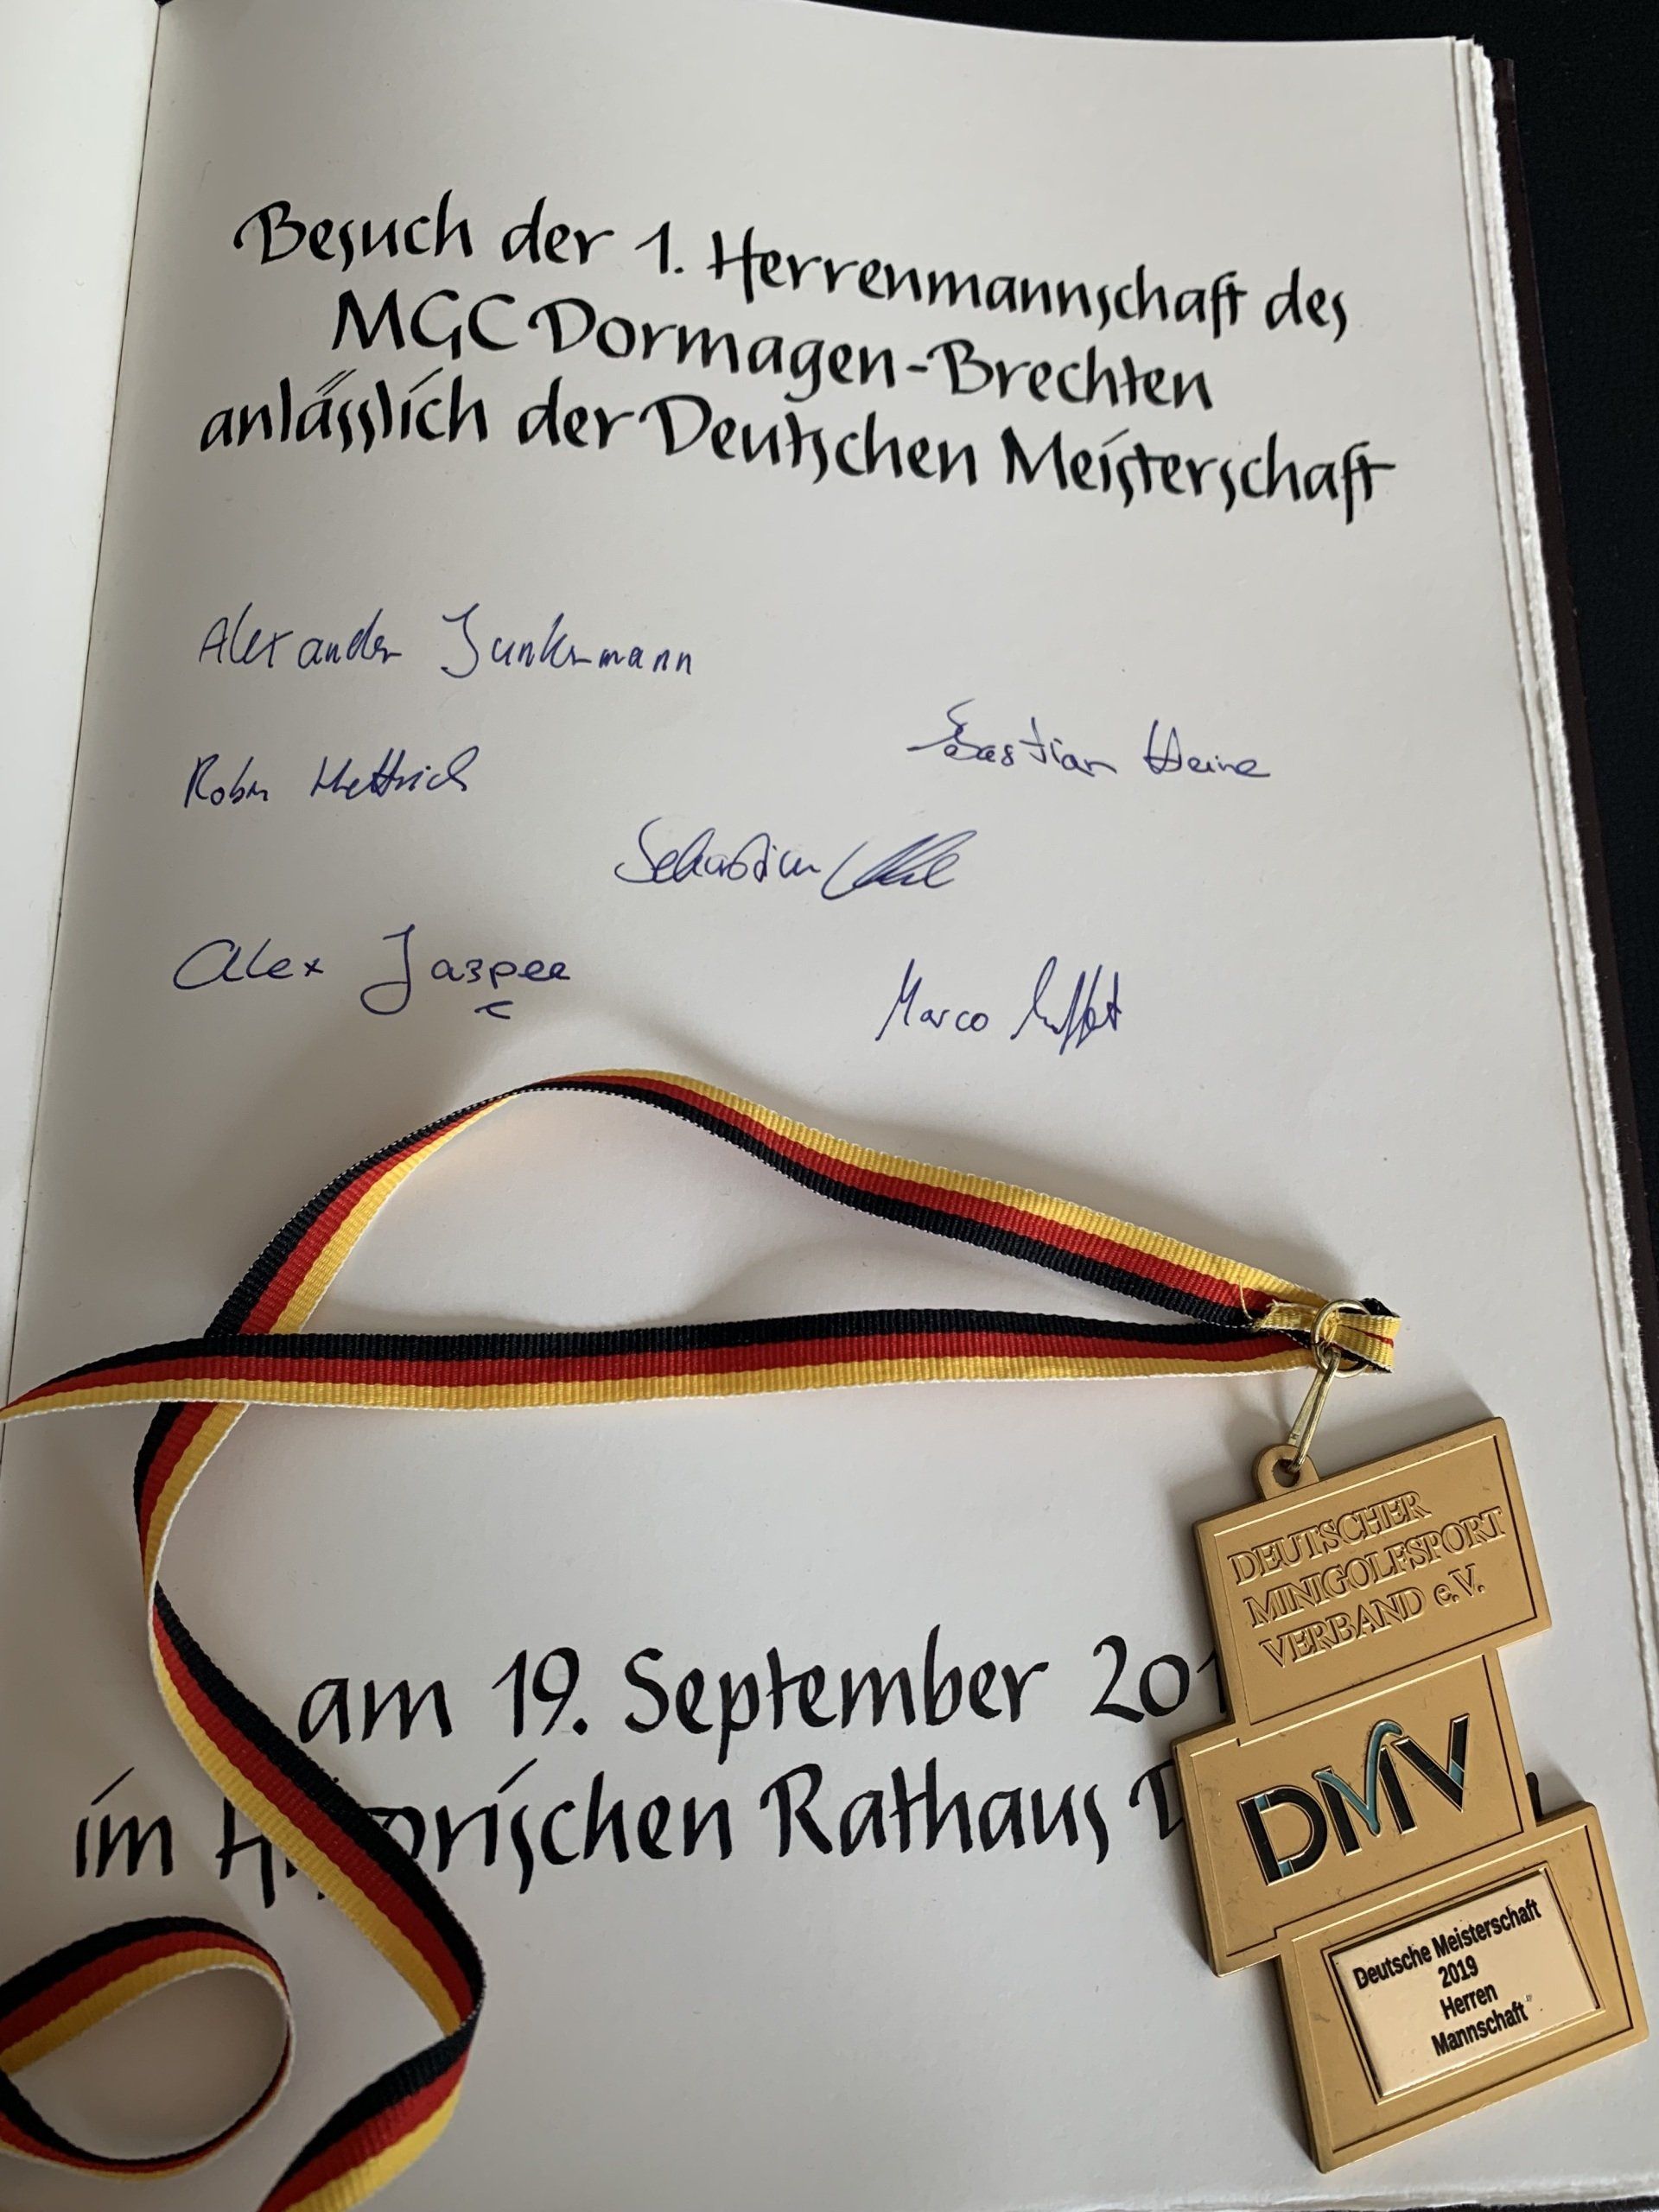 Besuch der 1. Herrenmannschaft des
MGC Dormagen-Brechten
anlässlich der Deutschen Meisterschaft
Alexander Junkermann
Sebastian Heine
Robin Hettrich
Sebastian
Alex Jasper
Marco
am 19. September
im Rathaus
DEUTSCHER
MINIGOLFSPORT
VERBAND e.V.
DMV
Deutsche Meisterschaft
2019
Herren
Mannschaft